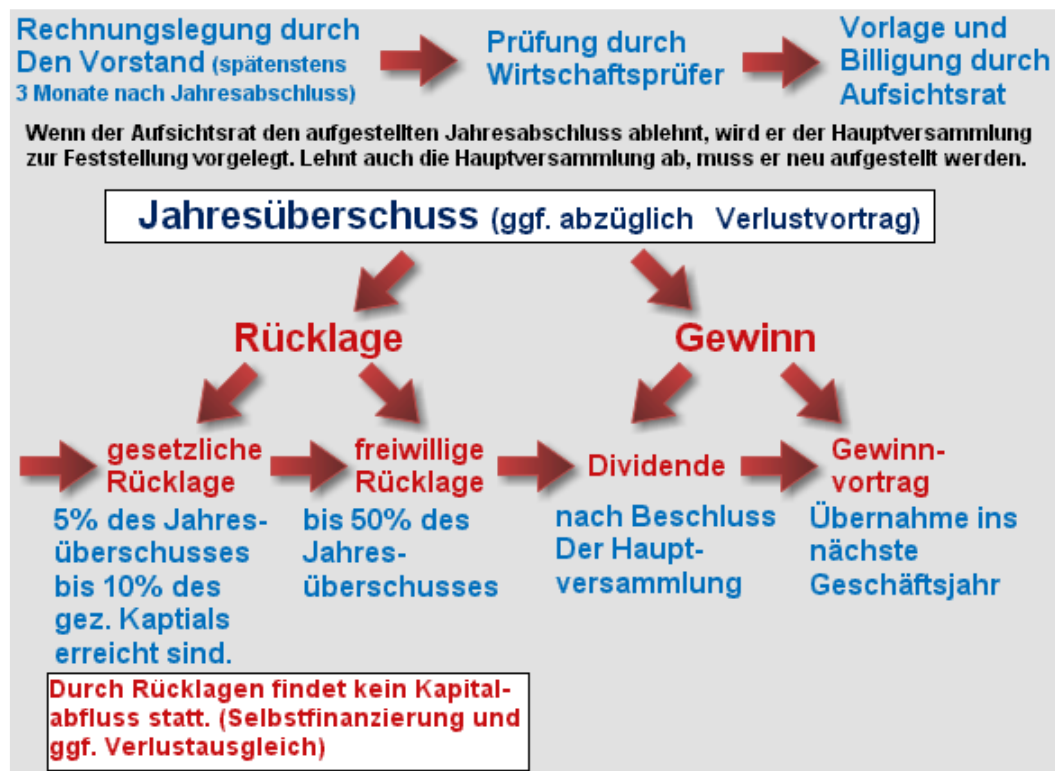 Rechnungslegung durch
Den Vorstand (spätenstens
3 Monate nach Jahresabschluss)
Prüfung durch
Wirtschaftsprüfer
Vorlage und
Billigung durch
Aufsichtsrat
Wenn der Aufsichtsrat den aufgestellten Jahresabschluss ablehnt, wird er der Hauptversammlung
zur Feststellung vorgelegt. Lehnt auch die Hauptversammlung ab, muss er neu aufgestellt werden.
Jahresüberschuss (ggf. abzüglich Verlustvortrag)
Rücklage
Gewinn
gesetzliche
Rücklage
5% des Jahres-
überschusses
bis 10% des
gez. Kaptials
erreicht sind.
freiwillige
Rücklage
bis 50% des
Jahres-
überschusses
Dividende
nach Beschluss
Der Haupt-
versammlung
Gewinn-
vortrag
Übernahme ins
nächste
Geschäftsjahr
Durch Rücklagen findet kein Kapital-
abfluss statt. (Selbstfinanzierung und
ggf. Verlustausgleich)